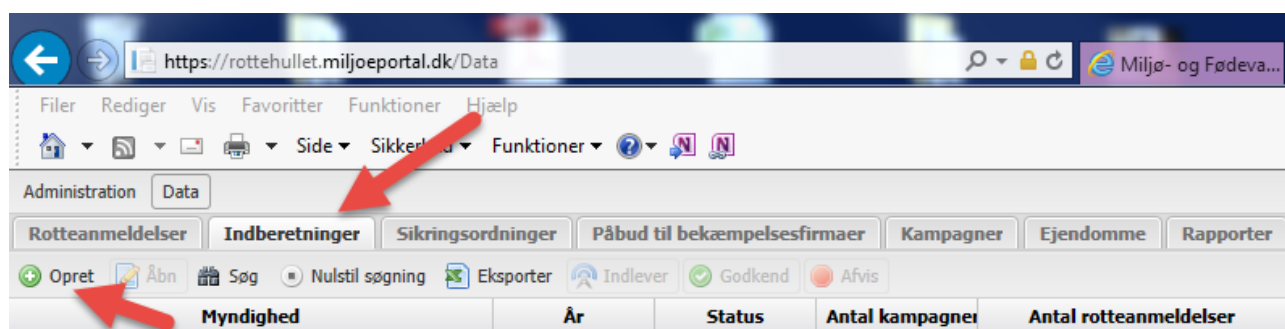 https://rottehullet.miljoeportal.dk/Data Miljø- og Fødeva...
Filer Rediger Vis Favoritter Funktioner Hjælp
Side Sikkerhed Funktioner
Administration Data
Rotteanmeldelser Indberetninger Sikringsordninger Påbud til bekæmpelsesfirmaer Kampagner Ejendomme Rapporter
Opret Åbn Søg Nulstil søgning Eksporter Indlever Godkend Afvis
Myndighed År Status Antal kampagner Antal rotteanmeldelser